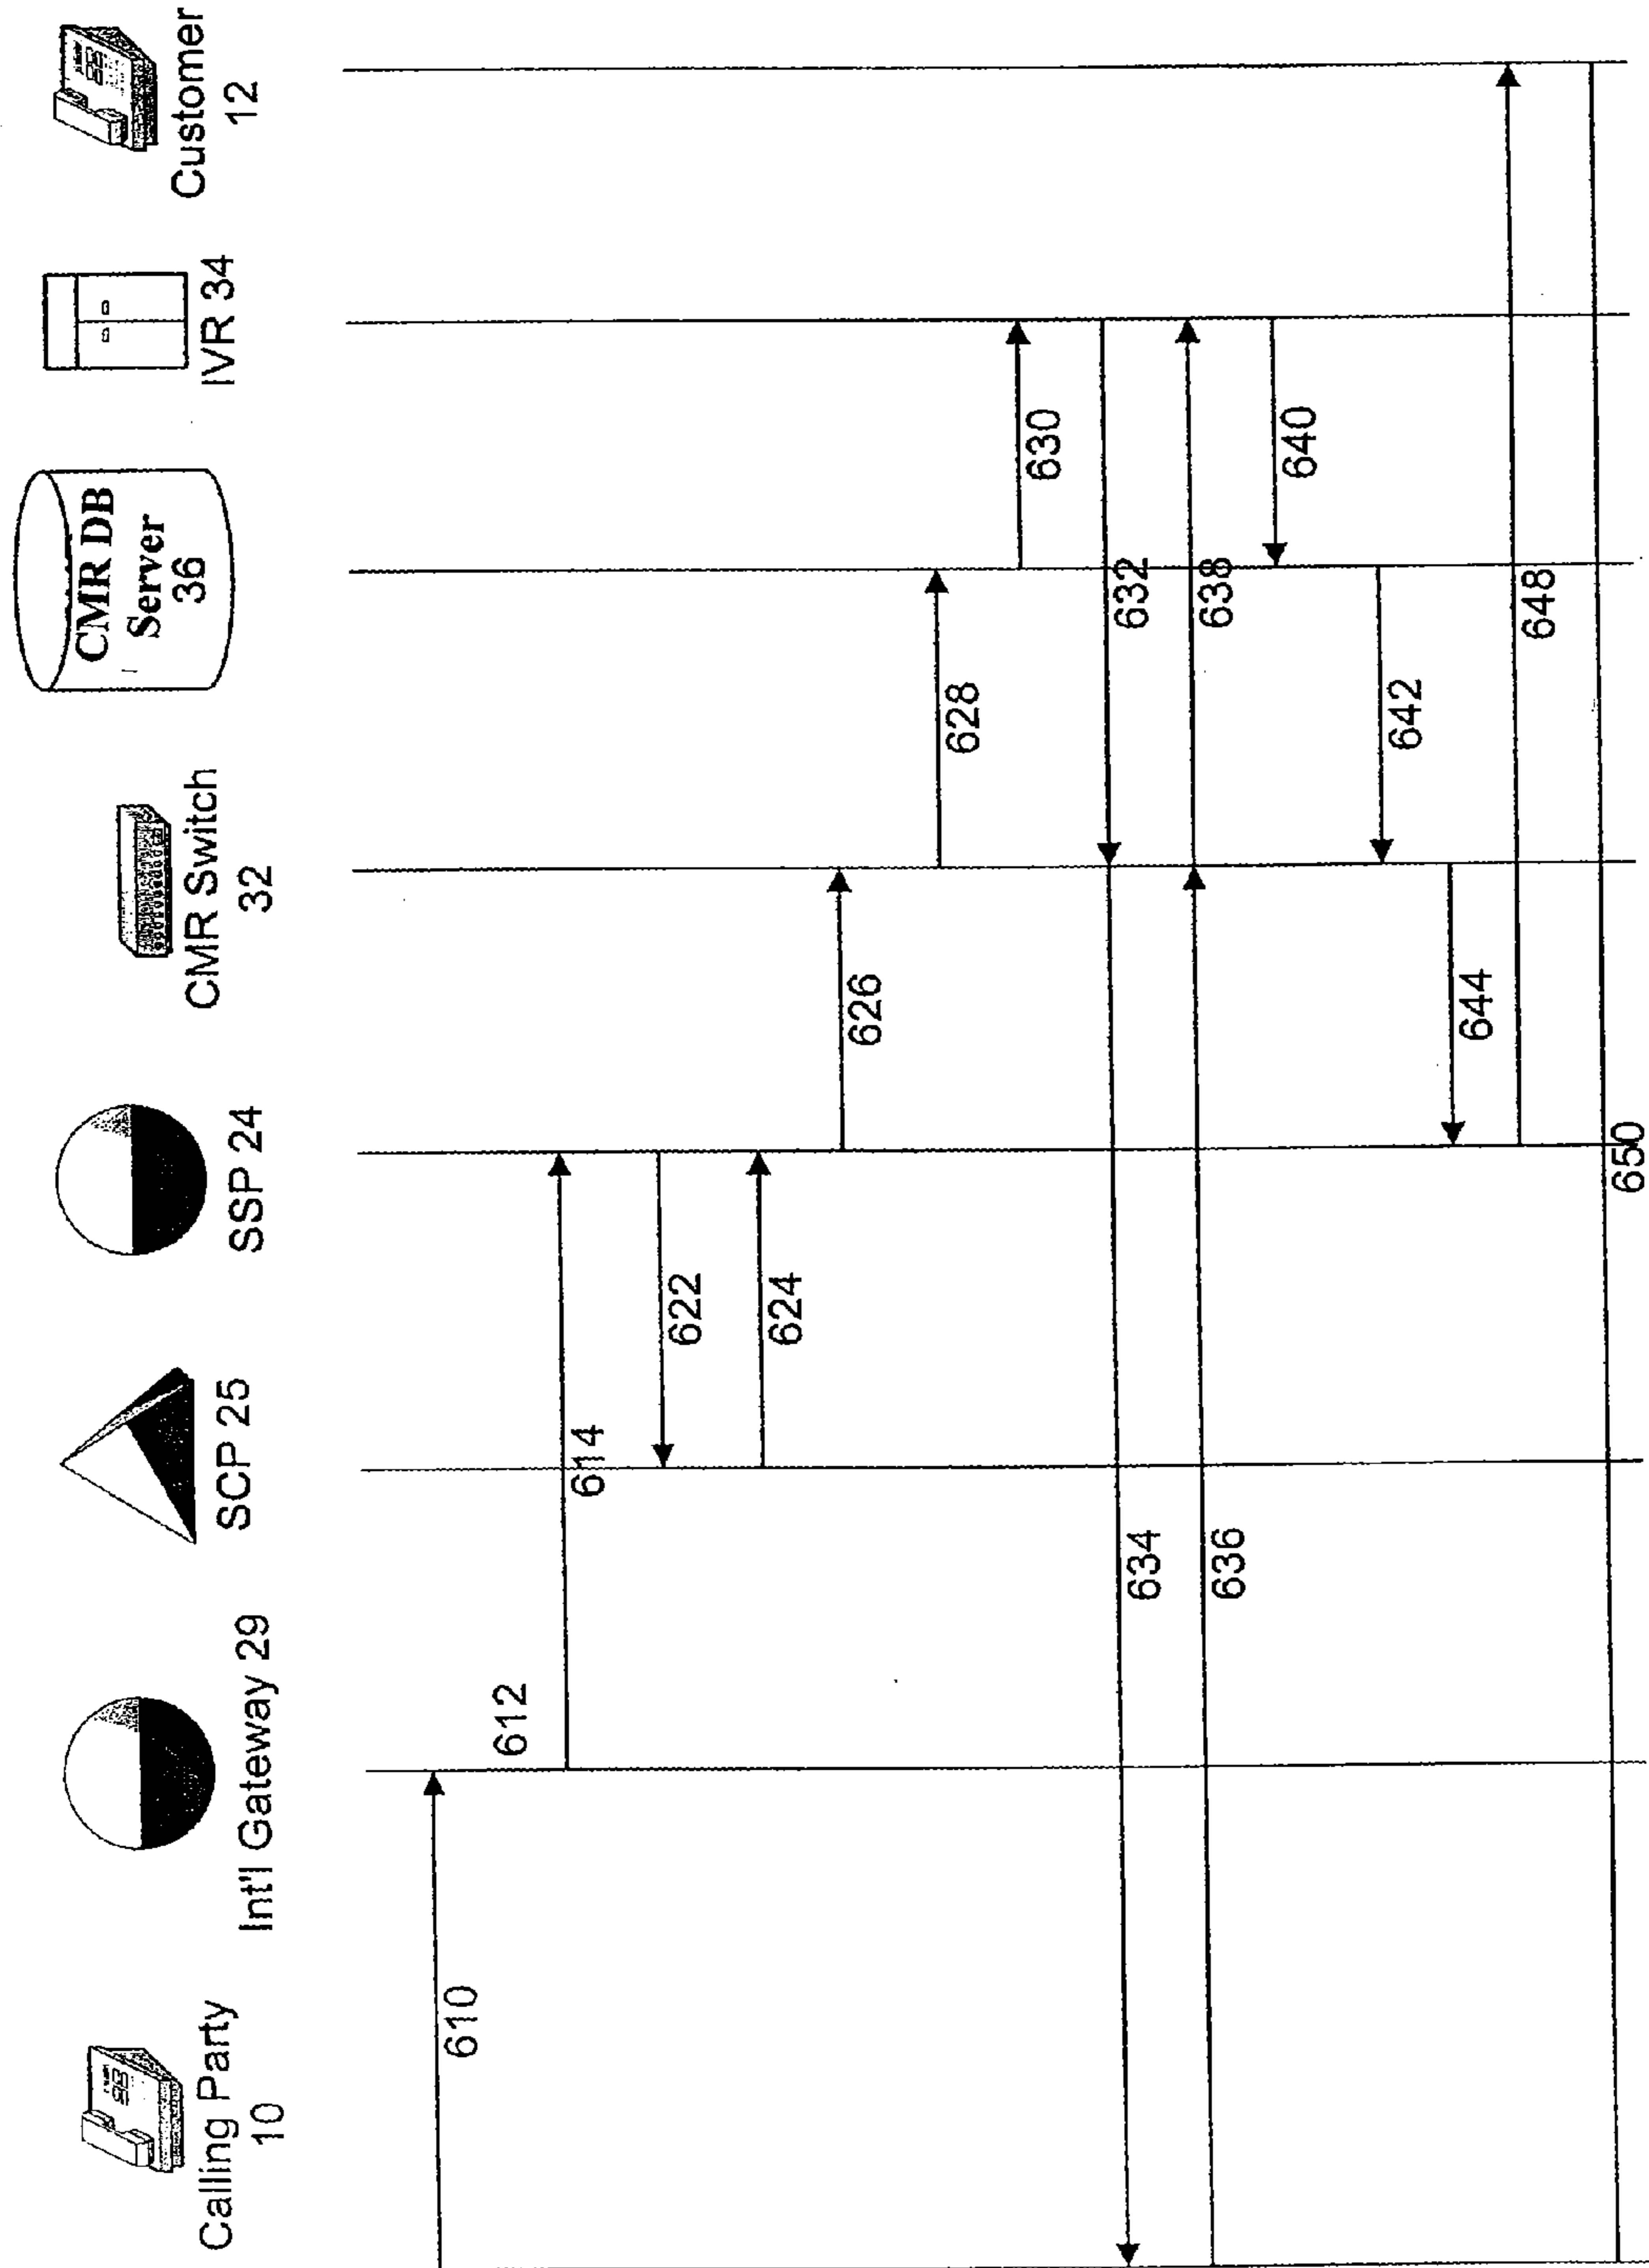 Calling Party
10
Int'l Gateway 29
SCP 25
SSP 24
CMR Switch
32
CMR DB
Server
36
IVR 34
Customer
12
610
612
614
622
624
626
628
630
632
634
636
638
640
642
644
648
650